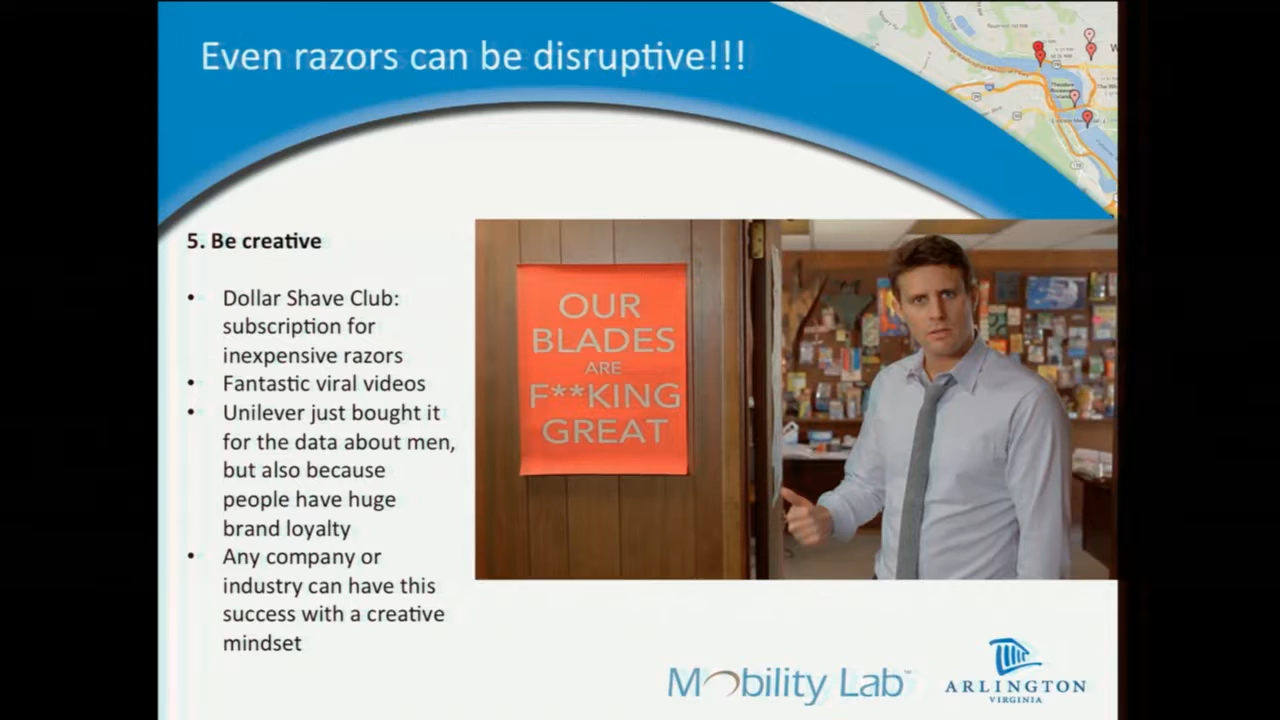 Even razors can be disruptive!!!
5. Be creative
• Dollar Shave Club:
subscription for
inexpensive razors
• Fantastic viral videos
• Unilever just bought it
for the data about men,
but also because
people have huge
brand loyalty
• Any company or
industry can have this
success with a creative
mindset
OUR
BLADES
ARE
F**KING
GREAT
Mobility Lab™
ARLINGTON
VIRGINIA